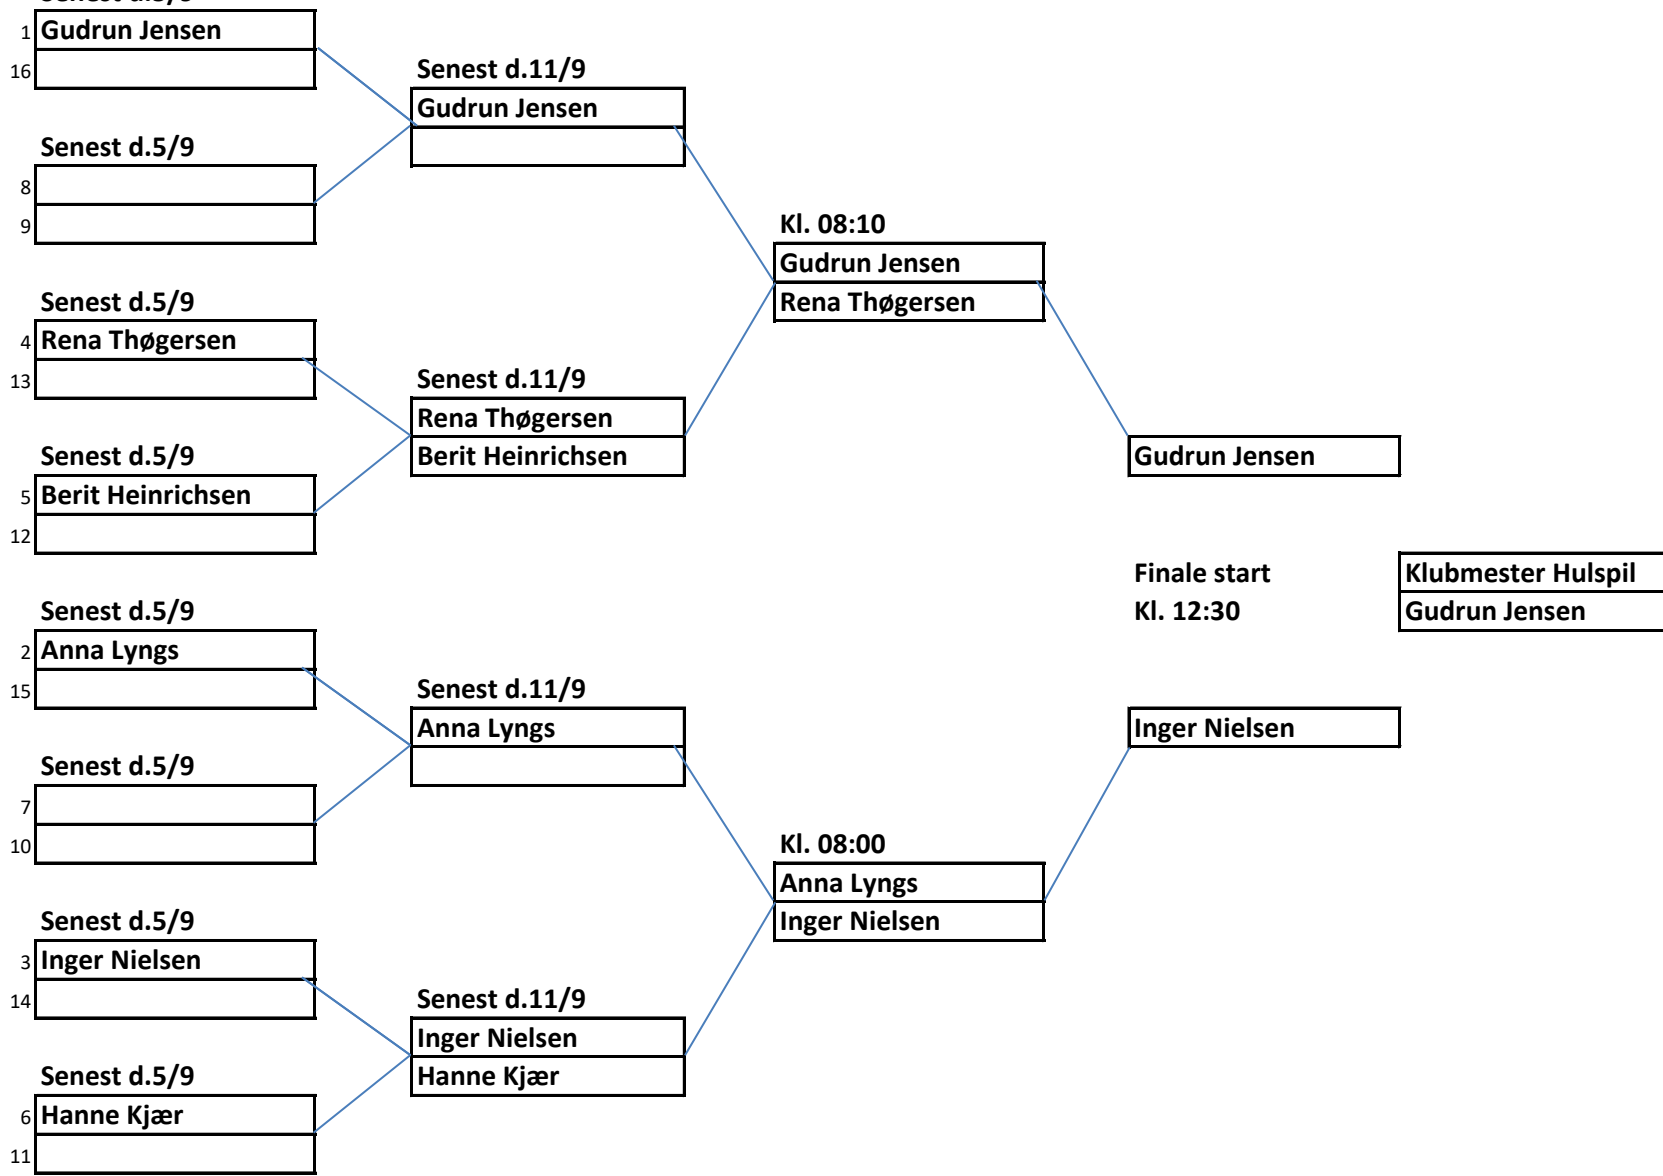 1 Gudrun Jensen
16
Senest d.5/9
8
9
Senest d.5/9
4 Rena Thøgersen
13
Senest d.5/9
5 Berit Heinrichsen
12
Senest d.5/9
2 Anna Lyngs
15
Senest d.5/9
7
10
Senest d.5/9
3 Inger Nielsen
14
Senest d.5/9
6 Hanne Kjær
11
Senest d.11/9
Gudrun Jensen
Senest d.11/9
Rena Thøgersen
Berit Heinrichsen
Senest d.11/9
Anna Lyngs
Senest d.11/9
Inger Nielsen
Hanne Kjær
Kl. 08:10
Gudrun Jensen
Rena Thøgersen
Kl. 08:00
Anna Lyngs
Inger Nielsen
Gudrun Jensen
Finale start
Kl. 12:30
Inger Nielsen
Klubmester Hulspil
Gudrun Jensen